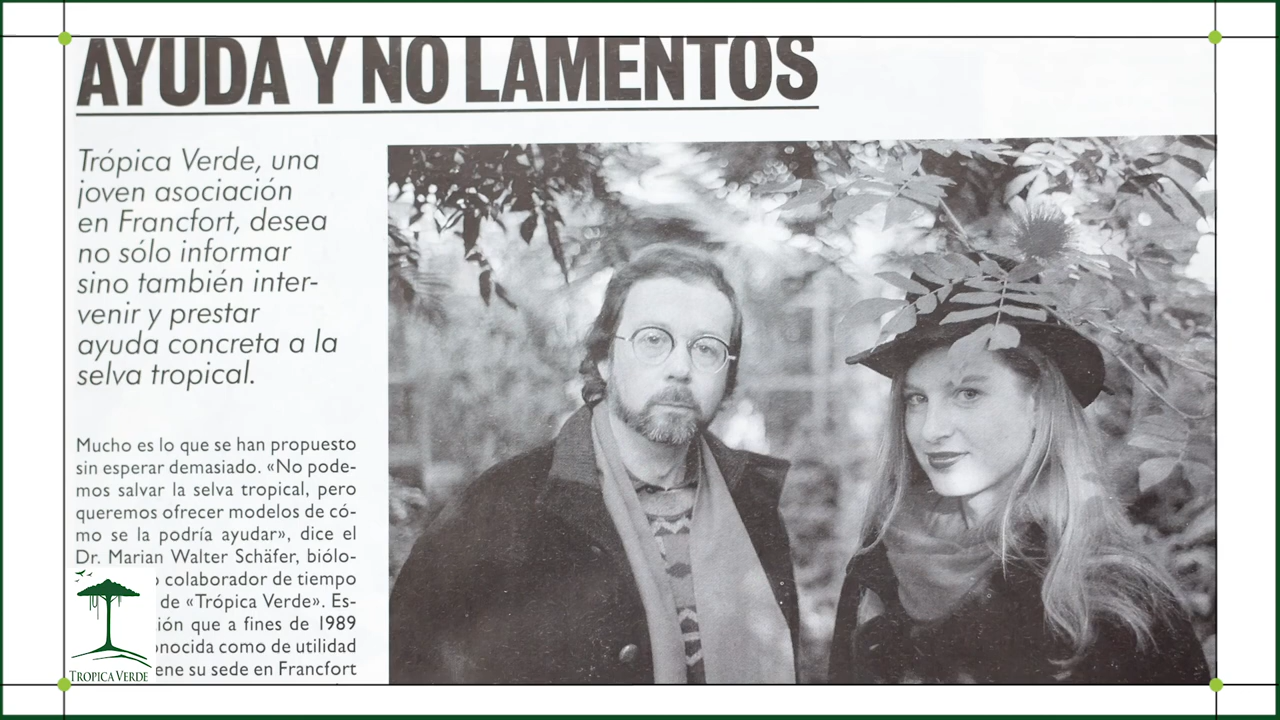 AYUDA Y NO LAMENTOS
Trópica Verde, una
joven asociación
en Francfort, desea
no sólo informar
sino también inter-
venir y prestar
ayuda concreta a la
selva tropical.
Mucho es lo que se han propuesto
sin esperar demasiado. «No pode-
mos salvar la selva tropical, pero
queremos ofrecer modelos de có-
mo se la podría ayudar», dice el
Dr. Marian Walter Schäfer, biólo-
colaborador de tiempo
de «Trópica Verde». Es-
ión que a fines de 1989
onocida como de utilidad
ene su sede en Francfort
TROPICA VERDE